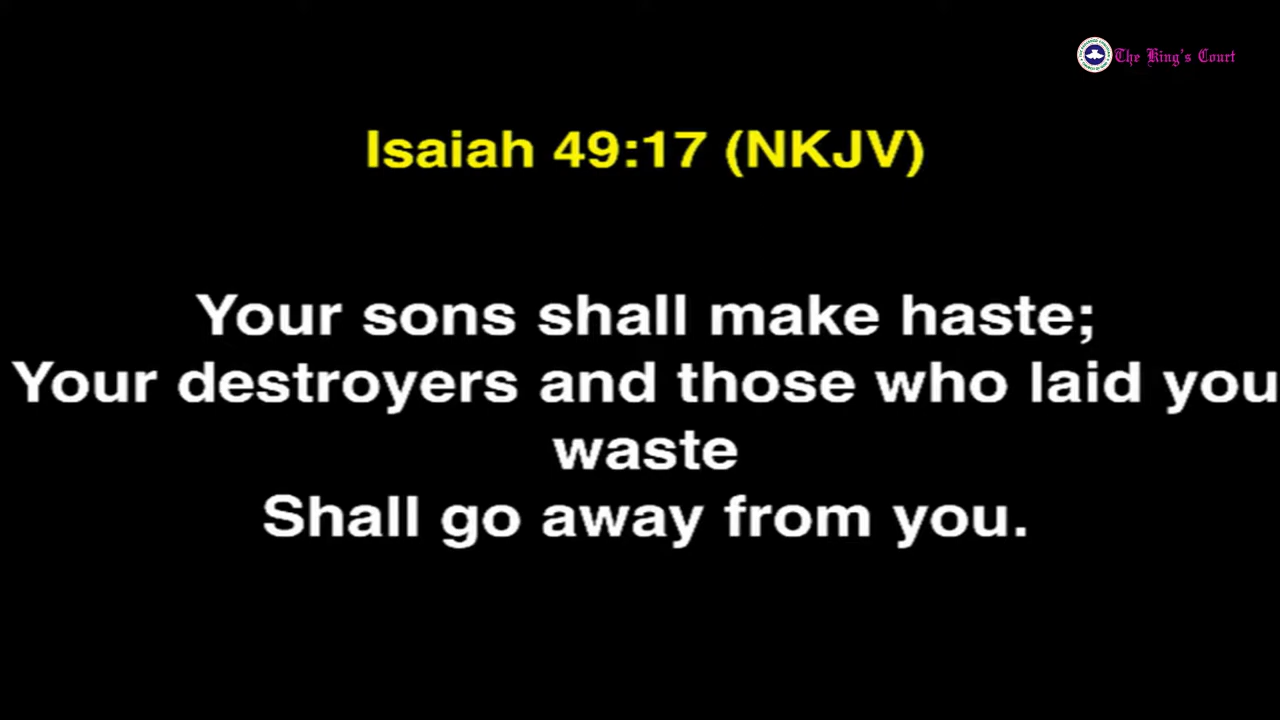 The King's Court
Isaiah 49:17 (NKJV)
Your sons shall make haste;
Your destroyers and those who laid you
waste
Shall go away from you.